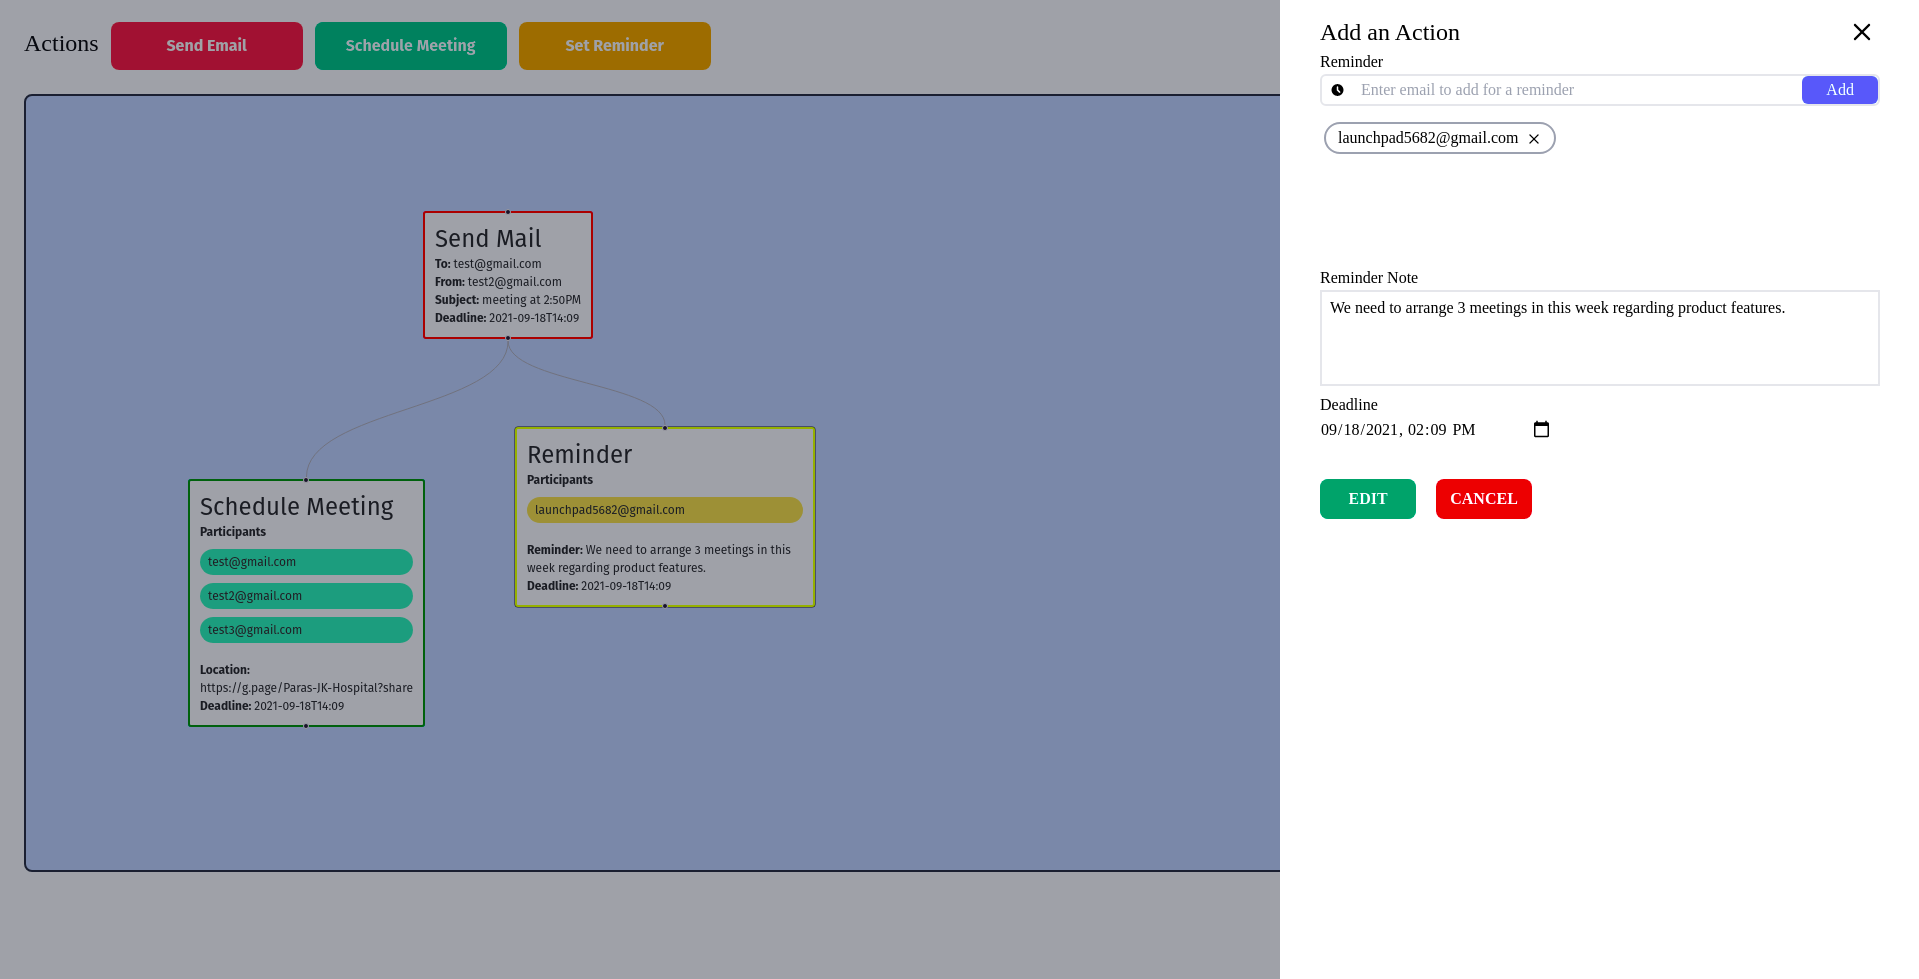 Actions
Send Email
Schedule Meeting
Set Reminder
Send Mail
To: test@gmail.com
From: test2@gmail.com
Subject: meeting at 2:50PM
Deadline: 2021-09-18T14:09
Schedule Meeting
Participants
test@gmail.com
test2@gmail.com
test3@gmail.com
Location:
https://g.page/Paras-JK-Hospital?share
Deadline: 2021-09-18T14:09
Reminder
Participants
launchpad5682@gmail.com
Reminder: We need to arrange 3 meetings in this
week regarding product features.
Deadline: 2021-09-18T14:09
Add an Action
Reminder
Enter email to add for a reminder
Add
launchpad5682@gmail.com
Reminder Note
We need to arrange 3 meetings in this week regarding product features.
Deadline
09/18/2021, 02:09 PM
EDIT
CANCEL